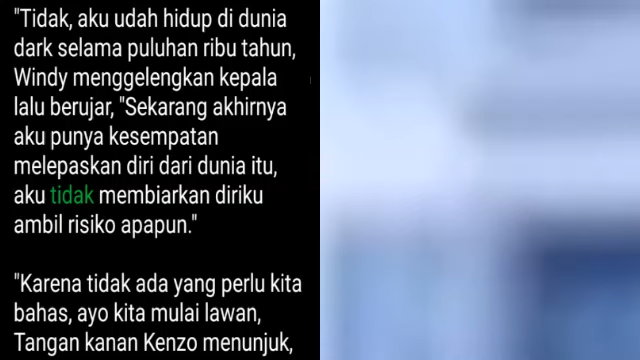 "Tidak, aku udah hidup di dunia
dark selama puluhan ribu tahun,
Windy menggelengkan kepala
lalu berujar, "Sekarang akhirnya
aku punya kesempatan
melepaskan diri dari dunia itu,
aku tidak membiarkan diriku
ambil risiko apapun."
"Karena tidak ada yang perlu kita
bahas, ayo kita mulai lawan,
Tangan kanan Kenzo menunjuk,